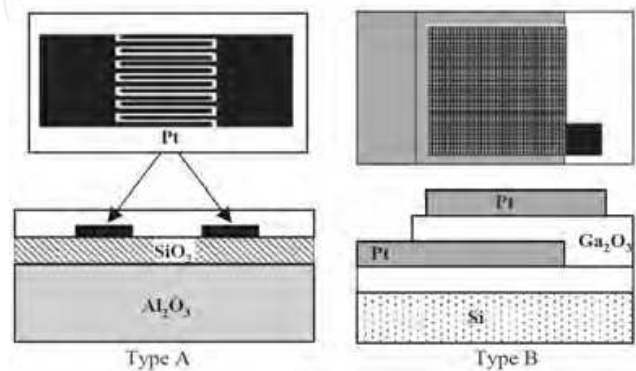 Pt
SiO₂
Al₂O₃
Type A
Pt
Ga₂O₃
Pt
Si
Type B